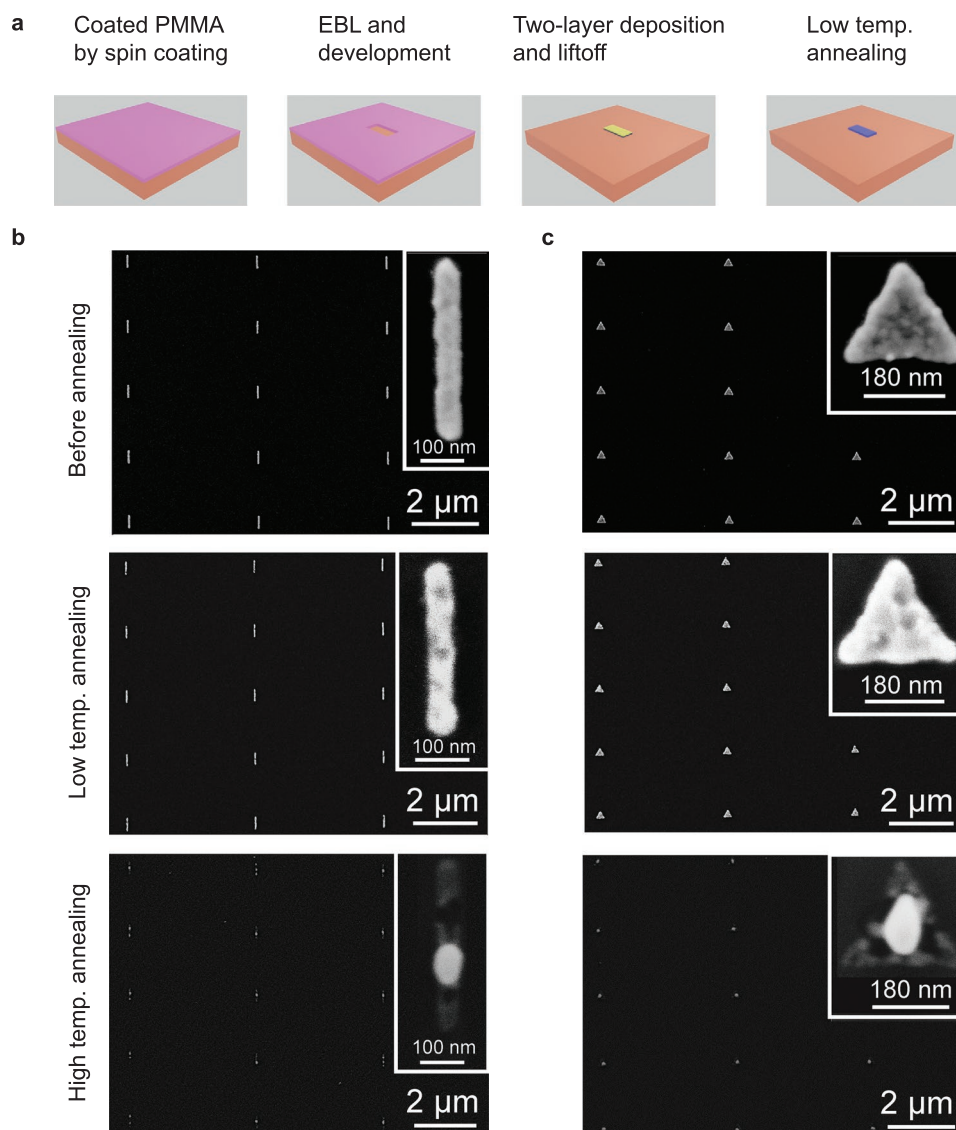 a
Coated PMMA
by spin coating
EBL and
development
Two-layer deposition
and liftoff
Low temp.
annealing
b
c
Before annealing
100 nm
2 μm
180 nm
2 μm
Low temp. annealing
100 nm
2 μm
180 nm
2 μm
High temp. annealing
100 nm
2 μm
180 nm
2 μm